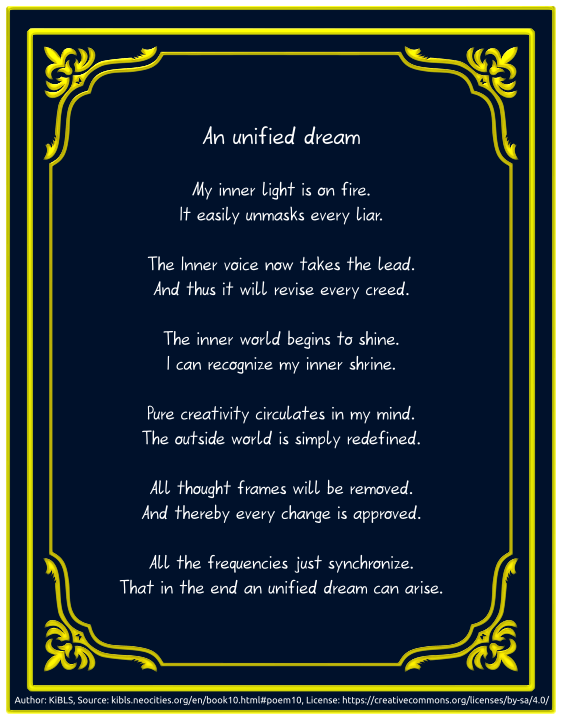 An unified dream
My inner light is on fire.
It easily unmasks every liar.
The Inner voice now takes the lead.
And thus it will revise every creed.
The inner world begins to shine.
I can recognize my inner shrine.
Pure creativity circulates in my mind.
The outside world is simply redefined.
All thought frames will be removed.
And thereby every change is approved.
All the frequencies just synchronize.
That in the end an unified dream can arise.
Author: KiBLS, Source: kibls.neocities.org/en/book10.html#poem10, License: https://creativecommons.org/licenses/by-sa/4.0/